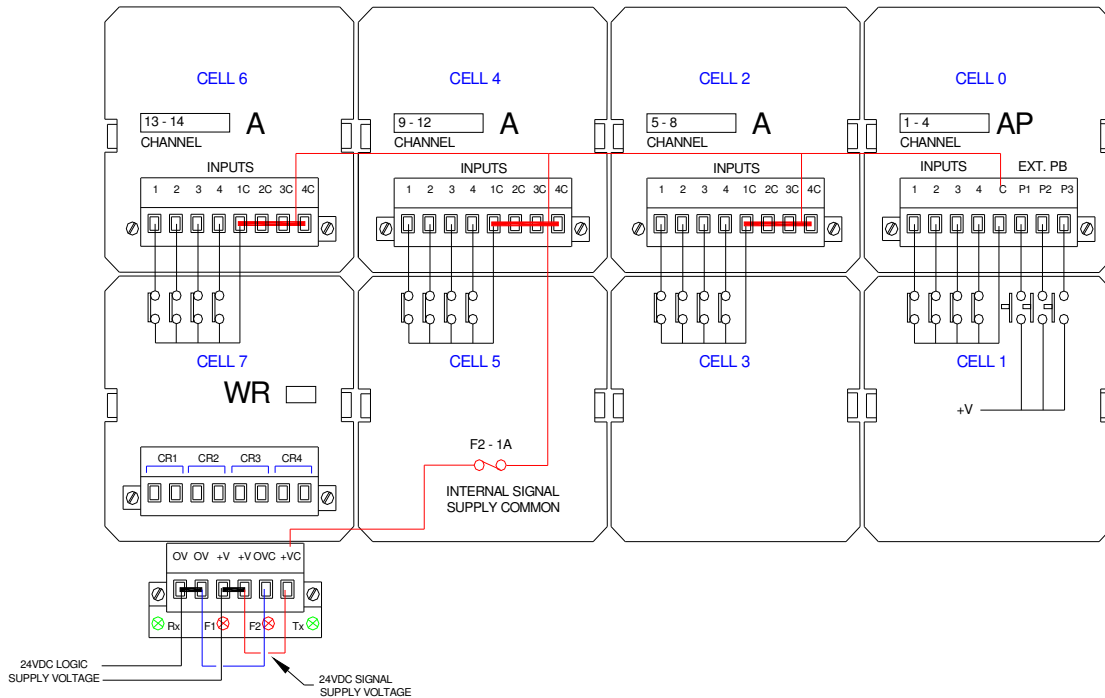 CELL 6
CELL 4
CELL 2
CELL 0
13 - 14
A
9 - 12
A
5 - 8
A
1 - 4
AP
CHANNEL
CHANNEL
CHANNEL
CHANNEL
INPUTS
INPUTS
INPUTS
INPUTS
EXT. PB
1 2 3 4 1C 2C 3C 4C
1 2 3 4 1C 2C 3C 4C
1 2 3 4 1C 2C 3C 4C
1 2 3 4 C P1 P2 P3
CELL 7
CELL 5
CELL 3
CELL 1
WR
+V
F2 - 1A
CR1 CR2 CR3 CR4
INTERNAL SIGNAL
SUPPLY COMMON
OV OV +V +V OVC +VC
Rx F1 F2 Tx
24VDC LOGIC
SUPPLY VOLTAGE
24VDC SIGNAL
SUPPLY VOLTAGE